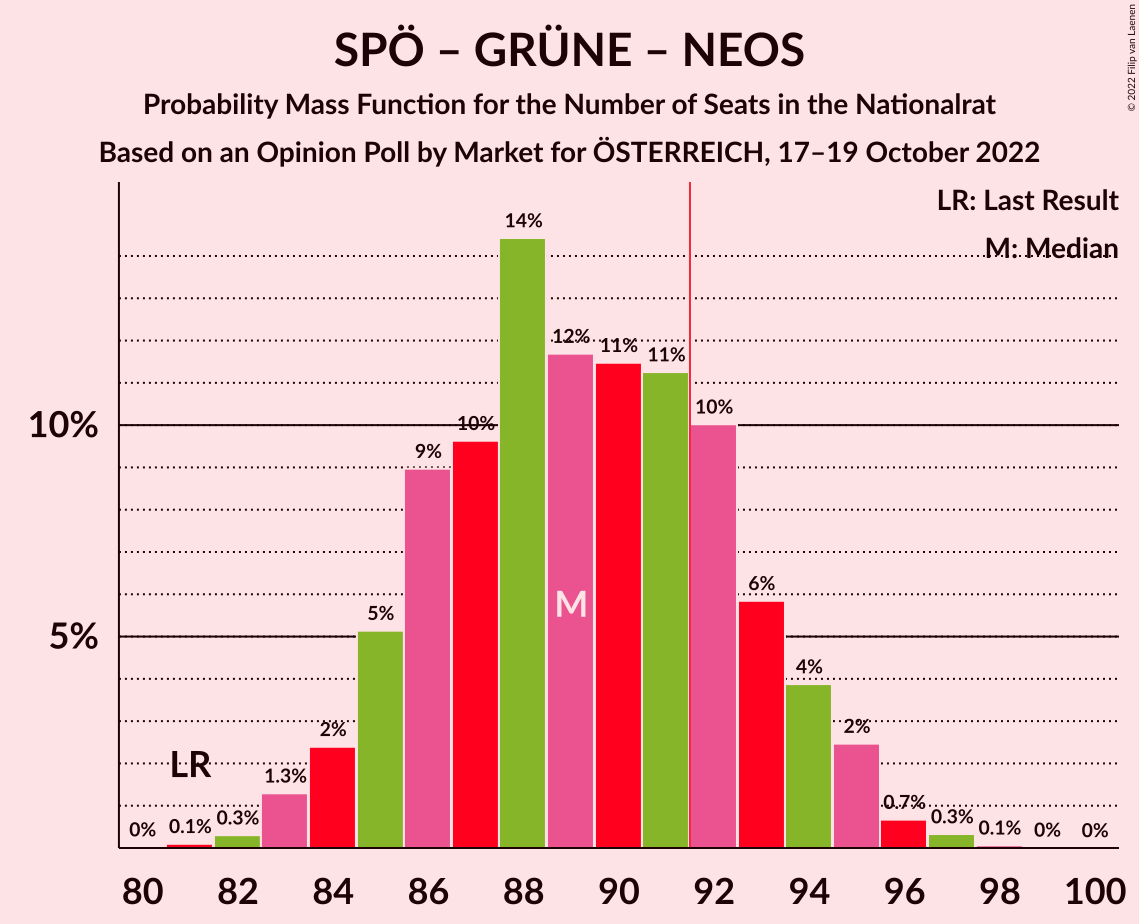 SPÖ – GRÜNE – NEOS
Probability Mass Function for the Number of Seats in the Nationalrat
Based on an Opinion Poll by Market for ÖSTERREICH, 17–19 October 2022
© 2022 Filip van Laenen
LR: Last Result
M: Median
14%
12%
11%
11%
10%
10%
10%
9%
6%
M
5%
5%
4%
2%
2%
LR
1.3%
0.7%
0.3%
0.3%
0%
0.1%
0.1%
0%
0%
80 82 84 86 88 90 92 94 96 98 100